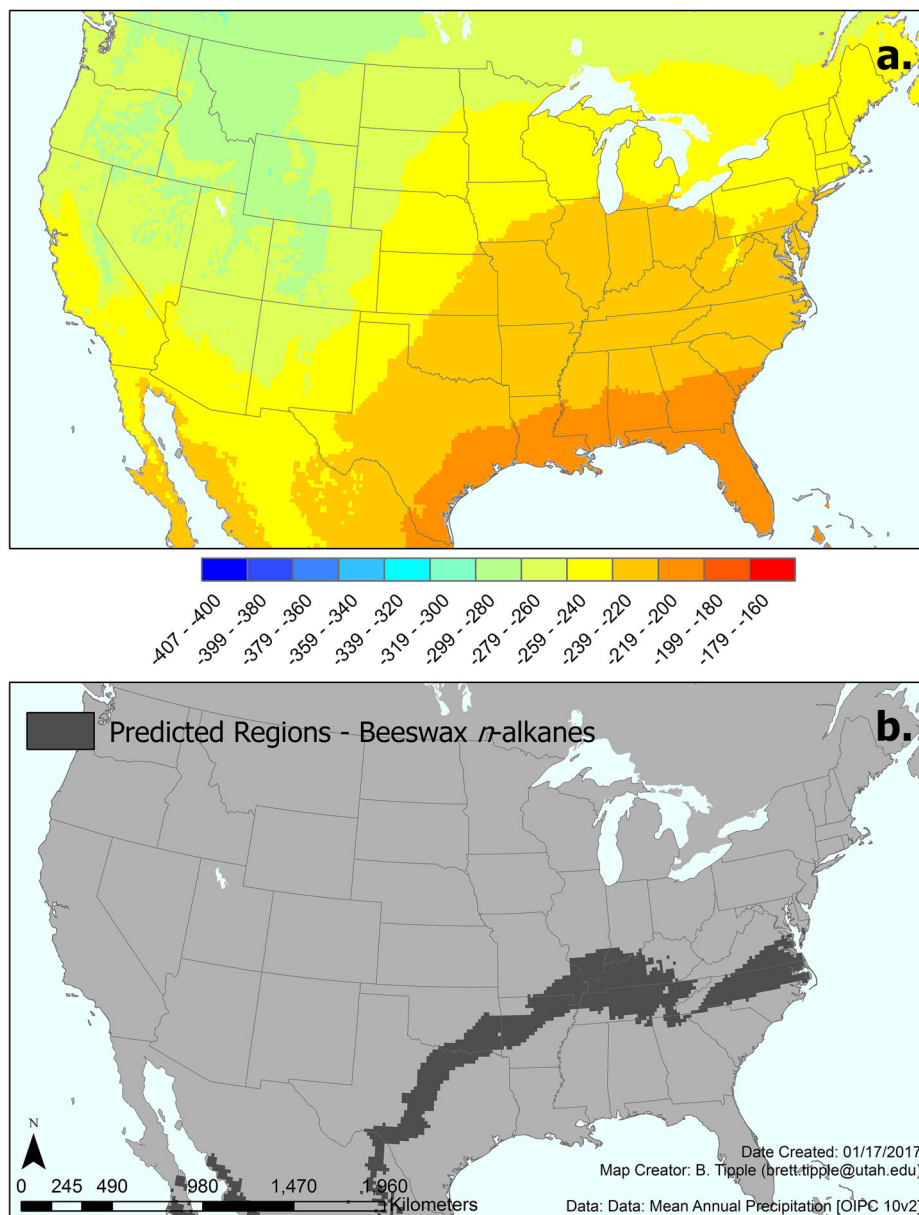 a.
-407 - -400
-399 - -380
-379 - -360
-359 - -340
-339 - -320
-319 - -300
-299 - -280
-279 - -260
-259 - -240
-239 - -220
-219 - -200
-199 - -180
-179 - -160
Predicted Regions - Beeswax n-alkanes
b.
N
0 245 490 980 1,470 1,960
Kilometers
Date Created: 01/17/2017
Map Creator: B. Tipple (brett.tipple@utah.edu)
Data: Data: Mean Annual Precipitation [OIPC 10v2]